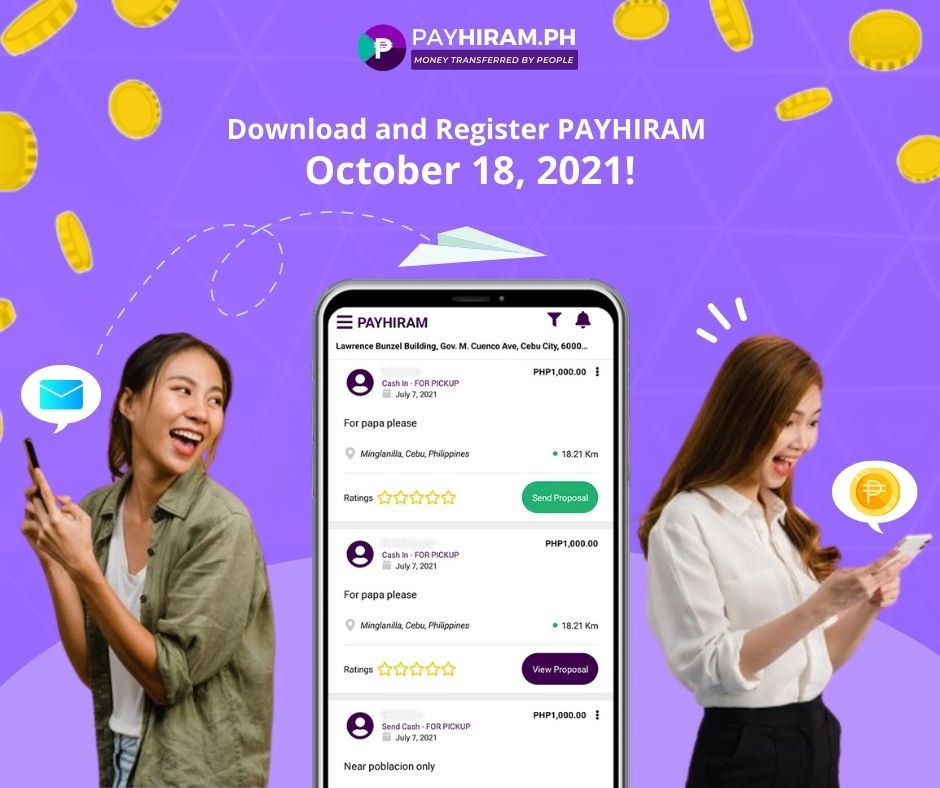 PAYHIRAM.PH
MONEY TRANSFERRED BY PEOPLE
Download and Register PAYHIRAM
October 18, 2021!
PAYHIRAM
Lawrence Bunzel Building, Gov. M. Cuenco Ave, Cebu City, 6000...
PHP1,000.00
Cash In - FOR PICKUP
July 7, 2021
For papa please
Minglanilla, Cebu, Philippines 18.21 Km
Ratings Send Proposal
PHP1,000.00
Cash In - FOR PICKUP
July 7, 2021
For papa please
Minglanilla, Cebu, Philippines 18.21 Km
Ratings View Proposal
PHP1,000.00
Send Cash - FOR PICKUP
July 7, 2021
Near poblacion only